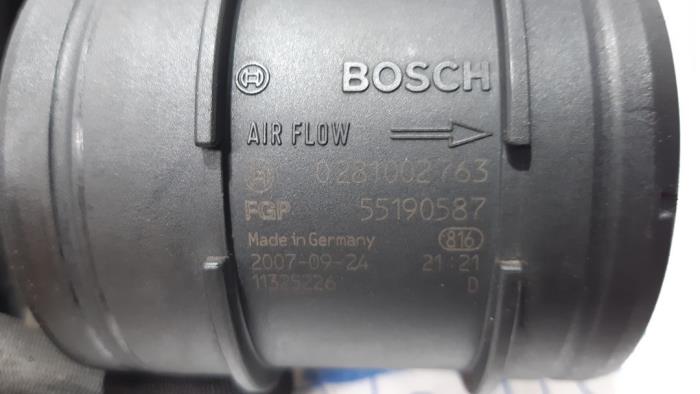 BOSCH
AIR FLOW
0281002763
FGP 55190587
Made in Germany 816
2007-09-24 21:21
11325226 D